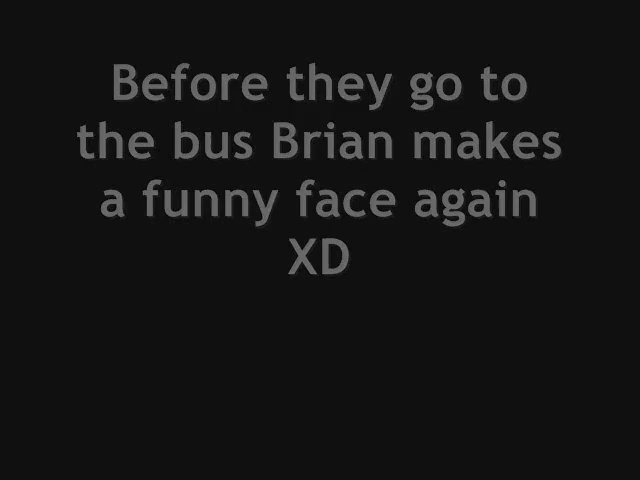 Before they go to
the bus Brian makes
a funny face again
XD